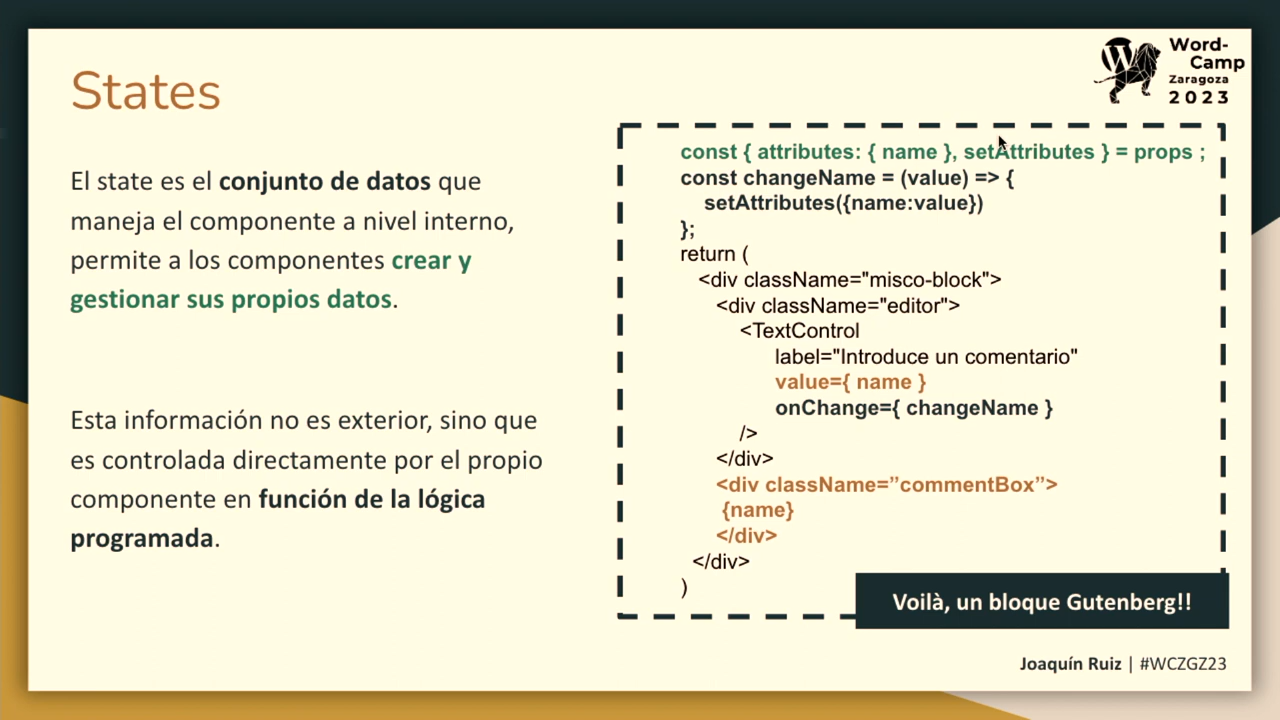 States
Word-
Camp
Zaragoza
2023
El state es el conjunto de datos que
maneja el componente a nivel interno,
permite a los componentes crear y
gestionar sus propios datos.
Esta información no es exterior, sino que
es controlada directamente por el propio
componente en función de la lógica
programada.
const { attributes: { name }, setAttributes } = props ;
const changeName = (value) => {
setAttributes({name:value})
};
return (
<div className="misco-block">
<div className="editor">
<TextControl
label="Introduce un comentario"
value={ name }
onChange={ changeName }
/>
</div>
<div className=”commentBox”>
{name}
</div>
</div>
)
Voilà, un bloque Gutenberg!!
Joaquín Ruiz | #WCZGZ23